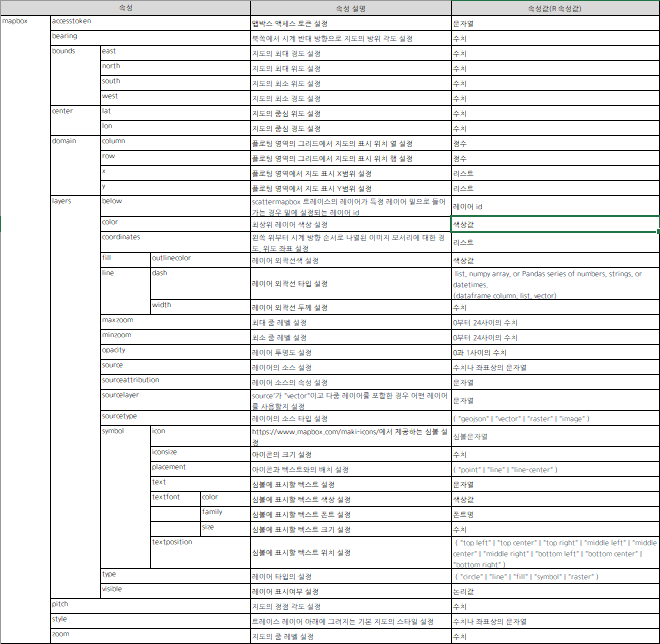 속성 속성 설명 속성값(R 속성값)
mapbox accesstoken 맵박스 액세스 토큰 설정 문자열
bearing 북쪽에서 시계 반대 방향으로 지도의 방위 각도 설정 수치
bounds east 지도의 최대 경도 설정 수치
north 지도의 최대 위도 설정 수치
south 지도의 최소 위도 설정 수치
west 지도의 최소 경도 설정 수치
center lat 지도의 중심 위도 설정 수치
lon 지도의 중심 경도 설정 수치
domain column 플로팅 영역의 그리드에서 지도의 표시 위치 열 설정 정수
row 플로팅 영역의 그리드에서 지도의 표시 위치 행 설정 정수
x 플로팅 영역에서 지도 표시 X범위 설정 리스트
y 플로팅 영역에서 지도 표시 Y범위 설정 리스트
layers below scattermapbox 트레이스의 레이어가 특정 레이어 밑으로 들어
가는 경우 밑에 설정되는 레이어 id 레이어 id
color 최상위 레이어 색상 설정 색상값
coordinates 왼쪽 위부터 시계 방향 순서로 나열된 이미지 모서리에 대한 경
도, 위도 좌표 설정 리스트
fill outlinecolor 레이어 외곽선색 설정 색상값
line dash 레이어 외곽선 타입 설정 list, numpy array, or Pandas series of numbers, strings, or
datetimes.
(dataframe column, list, vector)
width 레이어 외곽선 두께 설정 수치
maxzoom 최대 줌 레벨 설정 0부터 24사이의 수치
minzoom 최소 줌 레벨 설정 0부터 24사이의 수치
opacity 레이어 투명도 설정 0과 1사이의 수치
source 레이어의 소스 설정 수치나 좌표상의 문자열
sourceattribution 레이어 소스의 속성 설정 문자열
sourcelayer source'가 "vector"이고 다중 레이어를 포함한 경우 어떤 레이어
를 사용할지 설정 문자열
sourcetype 레이어의 소스 타입 설정 ( "geojson" | "vector" | "raster" | "image" )
symbol icon https://www.mapbox.com/maki-icons/에서 제공하는 심볼 설
정 심볼문자열
iconsize 아이콘의 크기 설정 수치
placement 아이콘과 텍스트와의 배치 설정 ( "point" | "line" | "line-center" )
text 심볼에 표시할 텍스트 설정 문자열
textfont color 심볼에 표시할 텍스트 색상 설정 색상값
family 심볼에 표시할 텍스트 폰트 설정 폰트명
size 심볼에 표시할 텍스트 크기 설정 수치
textposition 심볼에 표시할 텍스트 위치 설정 ( "top left" | "top center" | "top right" | "middle left" | "middle
center" | "middle right" | "bottom left" | "bottom center" |
"bottom right" )
type 레이어 타입의 설정 ( "circle" | "line" | "fill" | "symbol" | "raster" )
visible 레이어 표시여부 설정 논리값
pitch 지도의 정점 각도 설정 수치
style 트레이스 레이어 아래에 그려지는 기본 지도의 스타일 설정 수치나 좌표상의 문자열
zoom 지도의 줌 레벨 설정 수치